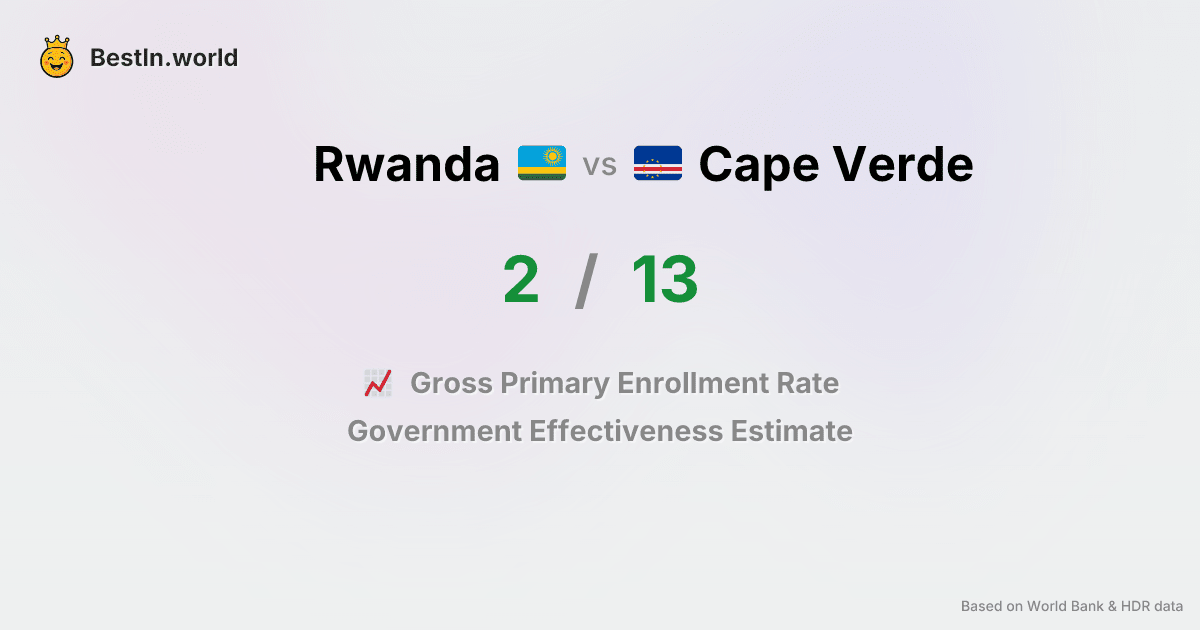 BestIn.world
Rwanda vs Cape Verde
2 / 13
Gross Primary Enrollment Rate
Government Effectiveness Estimate
Based on World Bank & HDR data